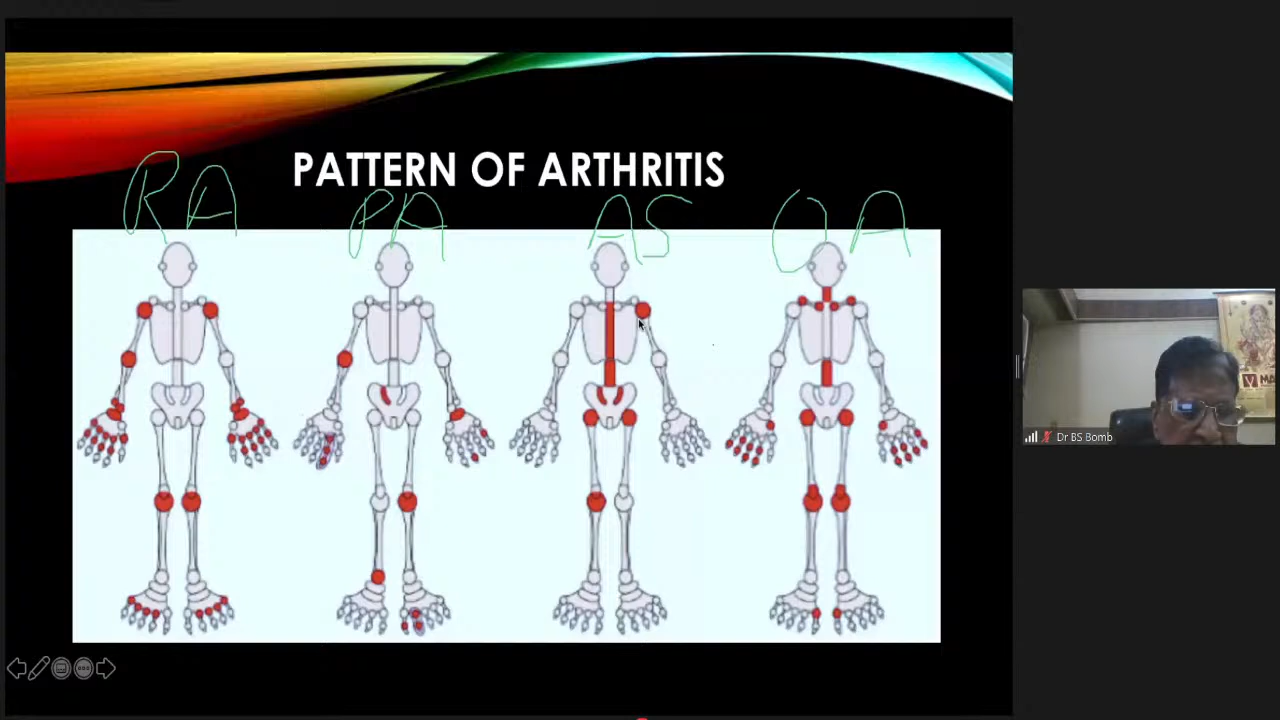 PATTERN OF ARTHRITIS
RA PA AS OA
Dr BS Bomb